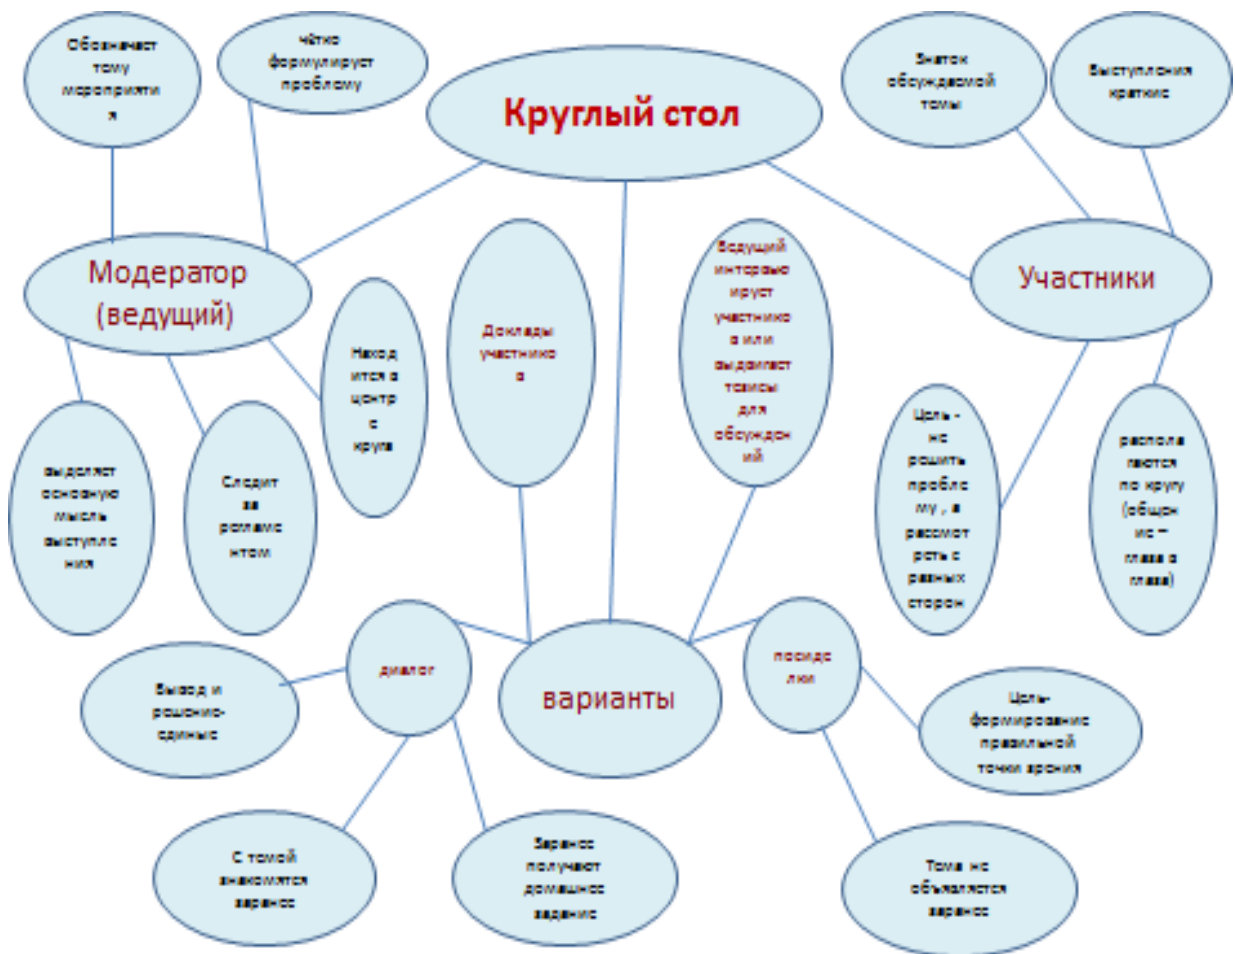 Обозначает
тему
мероприяти
я
чётко
формулирует
проблему
Круглый стол
Знаток
обсуждаемой
темы
Выступления
краткие
Модератор
(ведущий)
Наход
ится в
центр
е
круга
Доклады
участнико
в
Ведущий
интервью
ирует
участнико
в или
выдвигает
тезисы
для
обсужден
ий
Участники
выделяет
основную
мысль
выступле
ния
Следит
за
регламе
нтом
Цель -
не
решить
пробле
му , а
рассмот
реть с
разных
сторон
распола
гаются
по кругу
(общен
ие –
глаза в
глаза)
диалог
варианты
посиде
лки
Вывод и
решение-
единые
Цель-
формирование
правильной
точки зрения
С темой
знакомятся
заранее
Заранее
получают
домашнее
задание
Тема не
объявляется
заранее